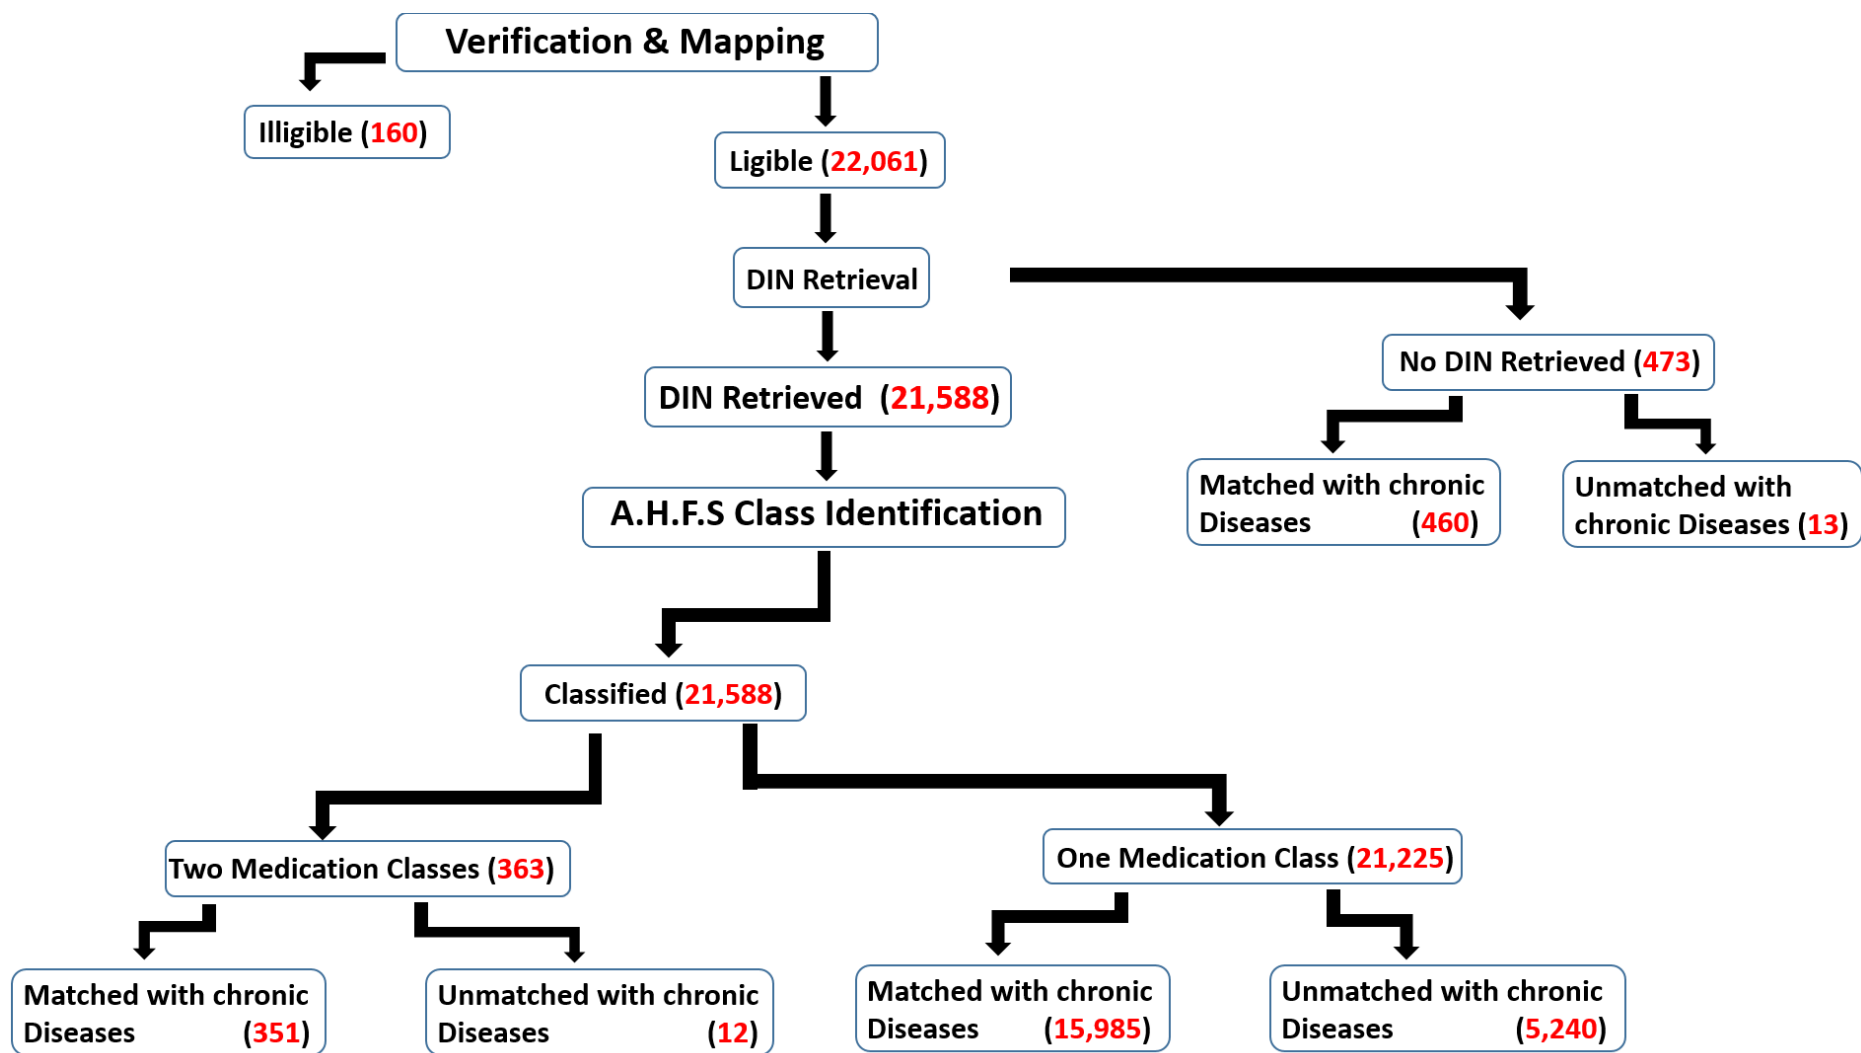 Verification & Mapping
Illigible (160)
Ligible (22,061)
DIN Retrieval
No DIN Retrieved (473)
DIN Retrieved (21,588)
Matched with chronic
Diseases (460)
Unmatched with
chronic Diseases (13)
A.H.F.S Class Identification
Classified (21,588)
Two Medication Classes (363)
One Medication Class (21,225)
Matched with chronic
Diseases (351)
Unmatched with chronic
Diseases (12)
Matched with chronic
Diseases (15,985)
Unmatched with chronic
Diseases (5,240)